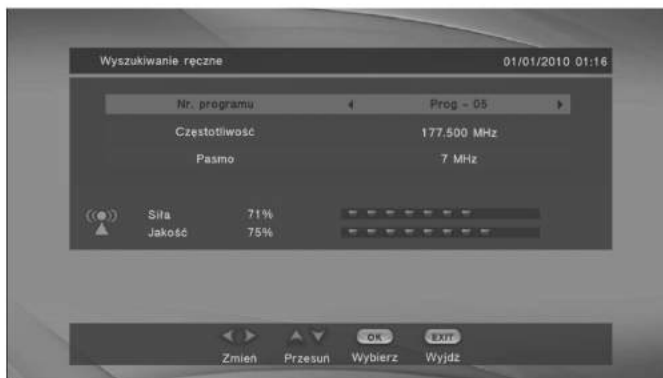 Wyszukiwanie ręczne 01/01/2010 01:16
Nr. programu Prog - 05
Częstotliwość 177.500 MHz
Pasmo 7 MHz
Siła 71%
Jakość 75%
OK EXIT
Zmień Przesuń Wybierz Wyjdz